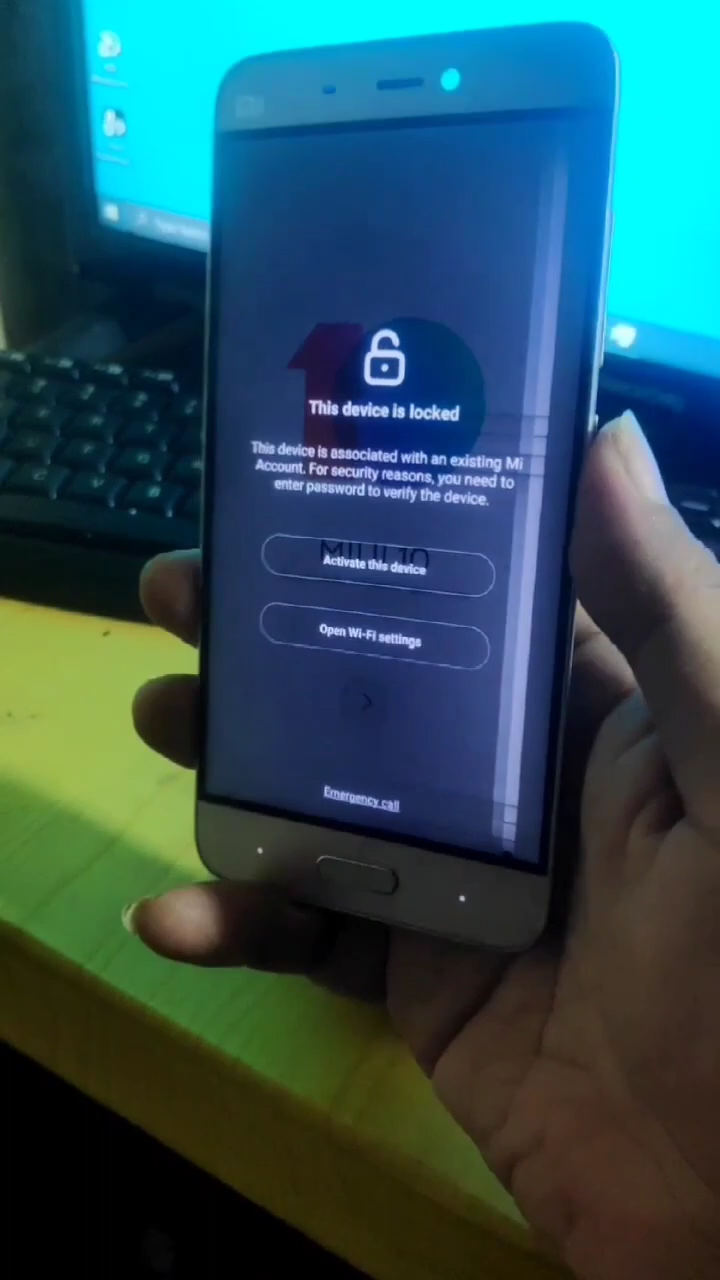 This device is locked
This device is associated with an existing Mi
Account. For security reasons, you need to
enter password to verify the device.
MIUI 10
Activate this device
Open Wi-Fi settings
Emergency call